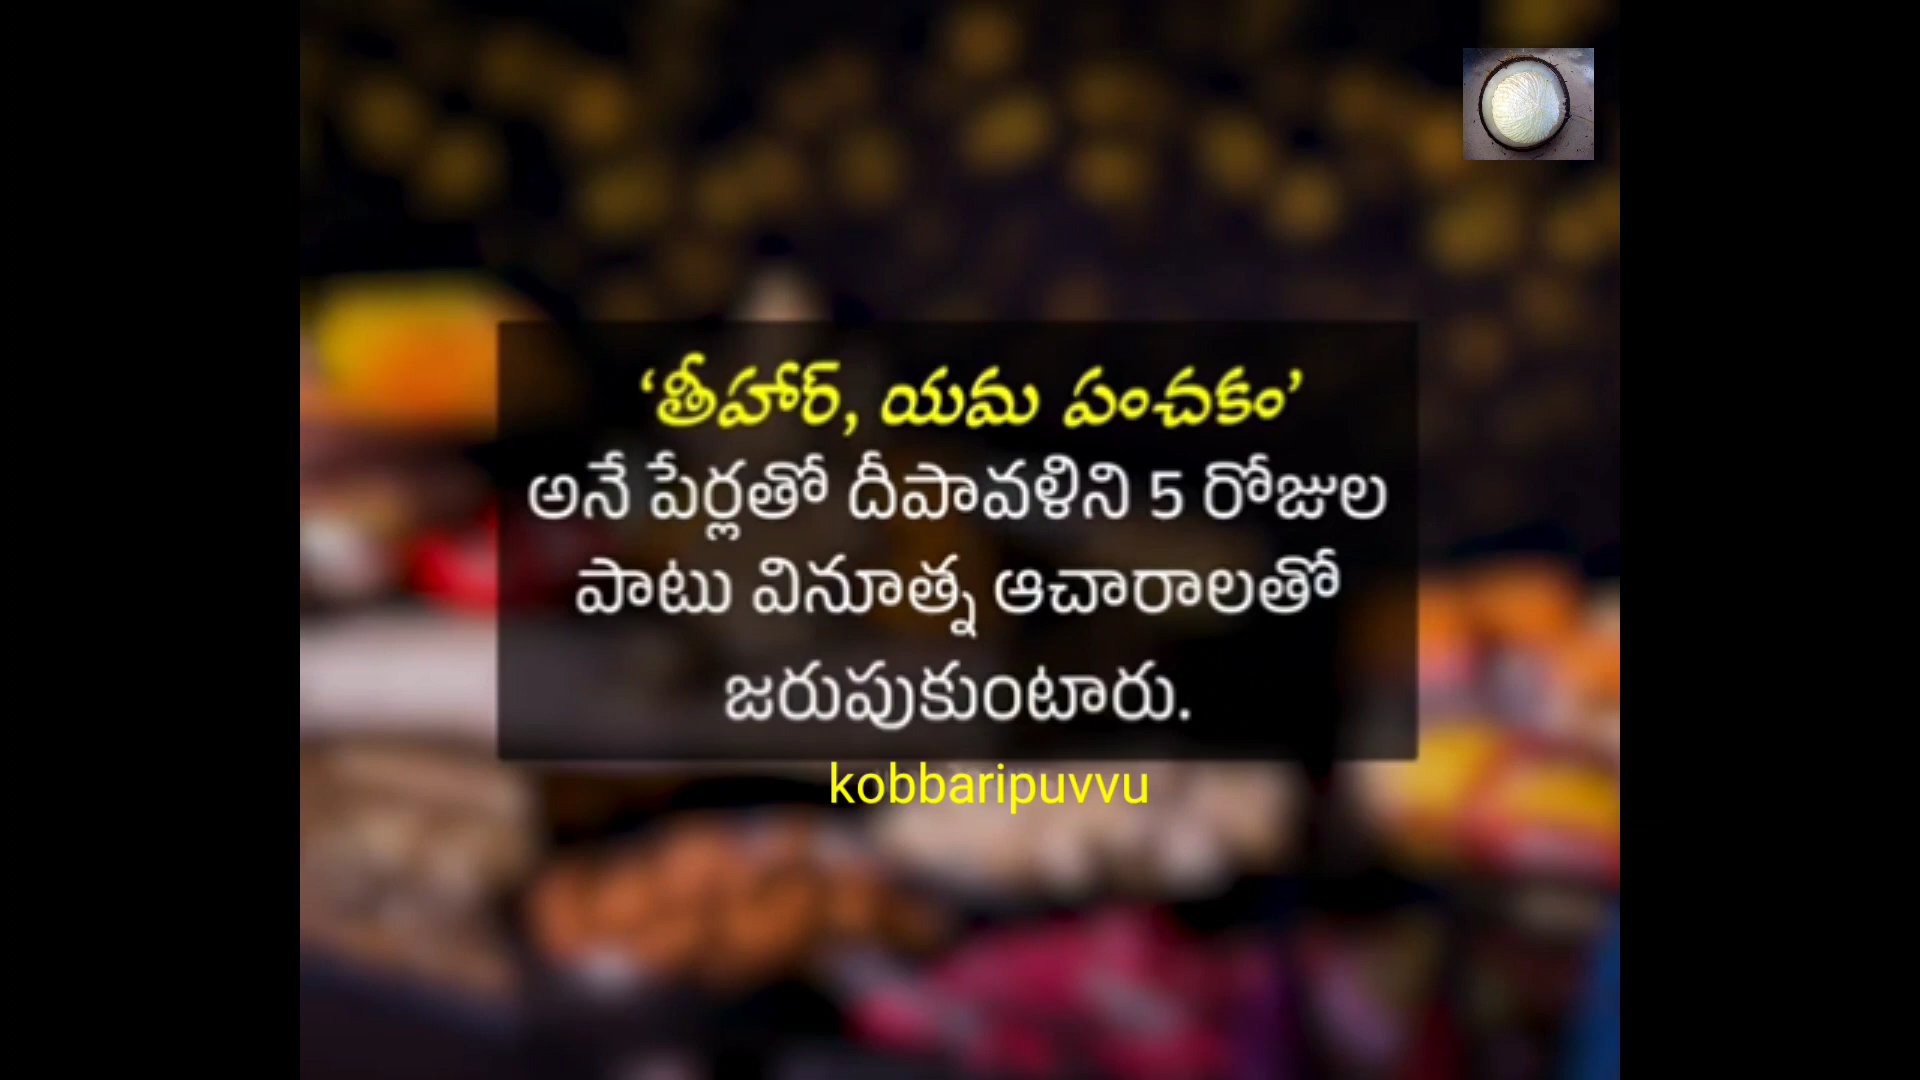 ‘తీహార్, యమ పంచకం’
అనే పేర్లతో దీపావళిని 5 రోజుల
పాటు వినూత్న ఆచారాలతో
జరుపుకుంటారు.
kobbaripuvvu